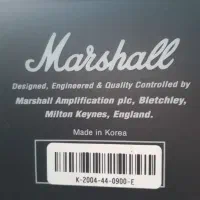 Marshall
Designed, Engineered & Quality Controlled by
Marshall Amplification plc, Bletchley,
Milton Keynes, England.
Made in Korea
K-2004-44-0900-E